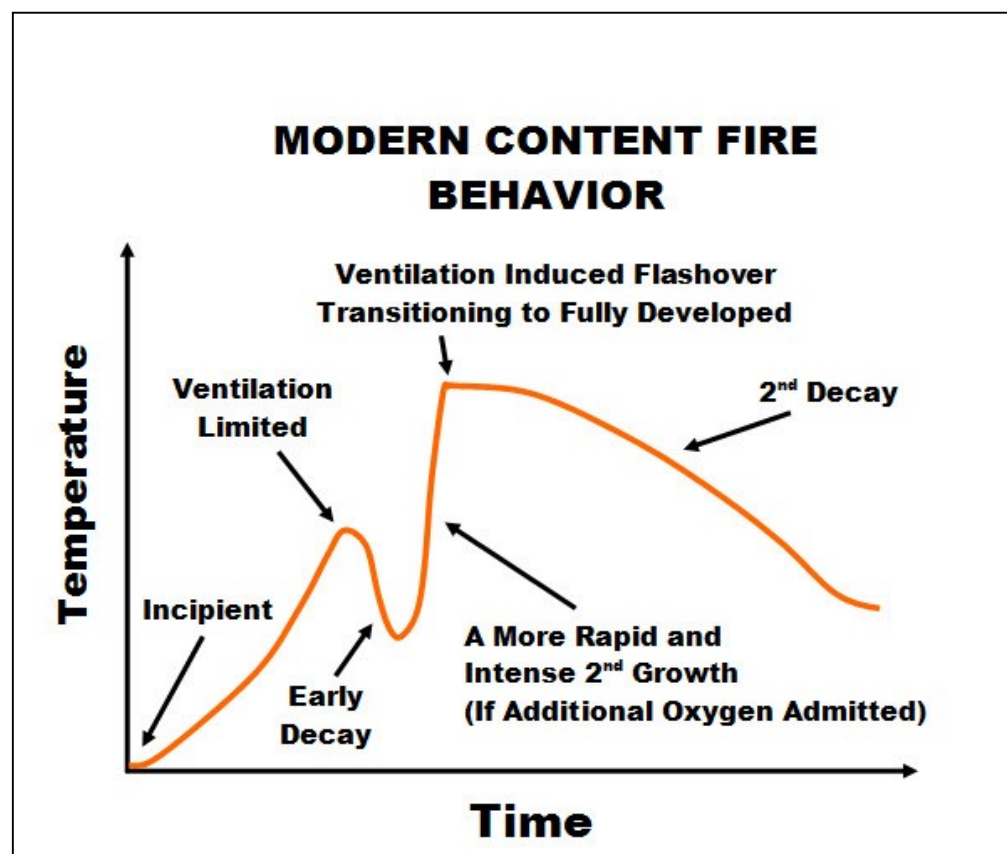 MODERN CONTENT FIRE
BEHAVIOR
Ventilation Induced Flashover
Transitioning to Fully Developed
Ventilation
Limited
2nd Decay
Temperature
Incipient
A More Rapid and
Intense 2nd Growth
(If Additional Oxygen Admitted)
Early
Decay
Time